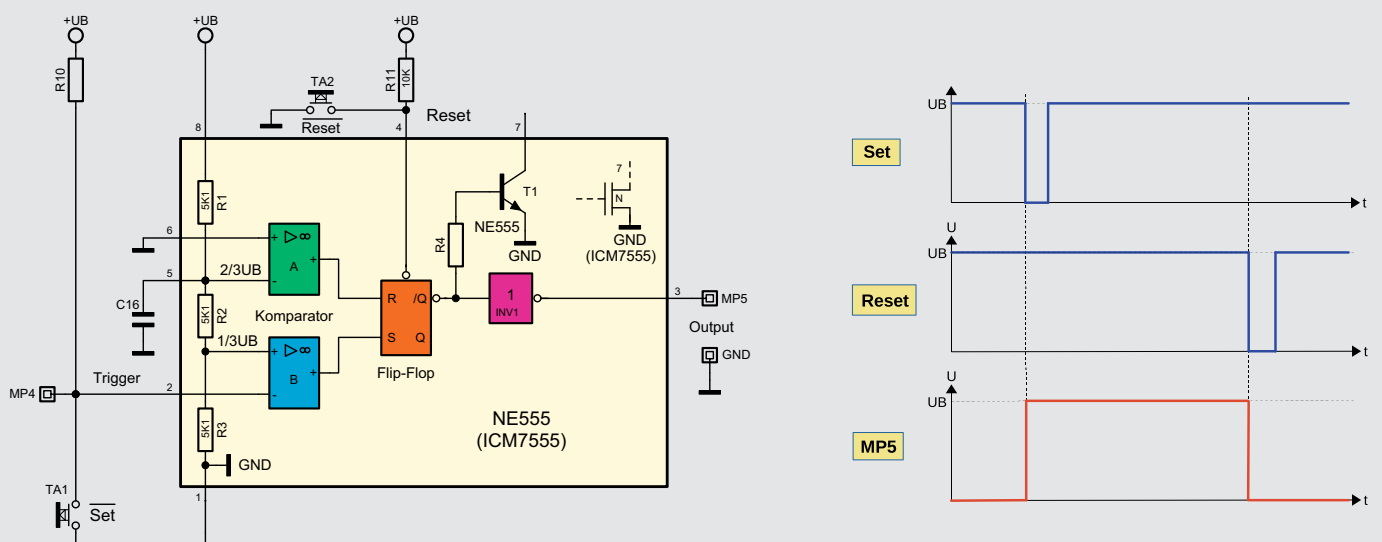 +UB
+UB
+UB
R10
TA2
R11
10K
Reset
Reset
8
4
7
5K1
R1
T1
NE555
GND
7
N
GND
(ICM7555)
R4
6
+
▷∞
A
+
-
2/3UB
5
C16
5K1
R2
Komparator
R
/Q
S
Q
Flip-Flop
1
INV1
3
MP5
Output
GND
1/3UB
+
▷∞
B
+
-
MP4
Trigger
2
5K1
R3
GND
NE555
(ICM7555)
1
TA1
Set
UB
Set
t
U
UB
Reset
t
U
UB
MP5
t